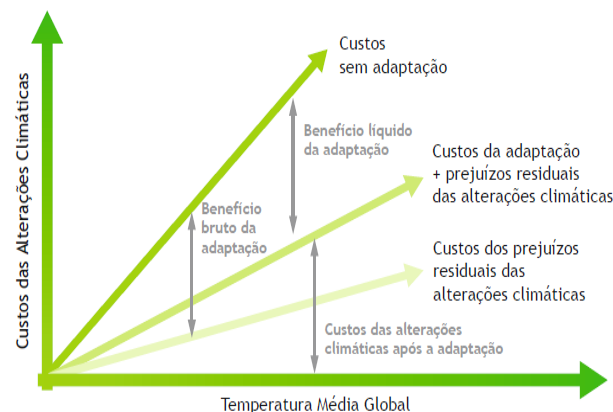 Custos das Alterações Climáticas
Custos
sem adaptação
Benefício líquido
da adaptação
Custos da adaptação
+ prejuízos residuais
das alterações climáticas
Benefício
bruto da
adaptação
Custos dos prejuízos
residuais das
alterações climáticas
Custos das alterações
climáticas após a adaptação
Temperatura Média Global